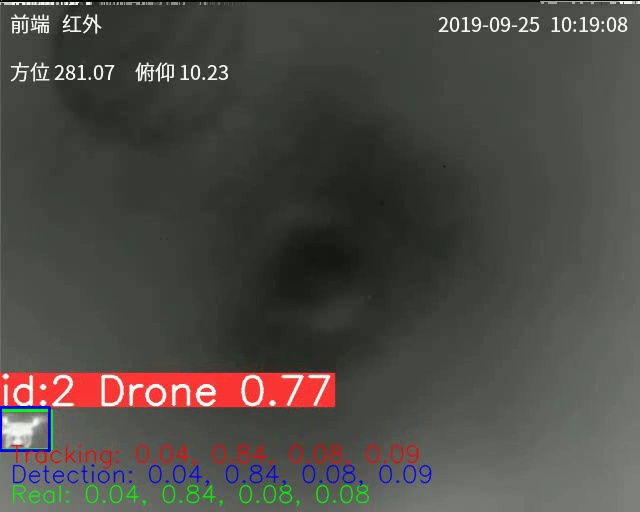 前端 红外
2019-09-25 10:19:08
方位 281.07 俯仰 10.23
id:2 Drone 0.77
Tracking: 0.04, 0.84, 0.08, 0.09
Detection: 0.04, 0.84, 0.08, 0.09
Real: 0.04, 0.84, 0.08, 0.08